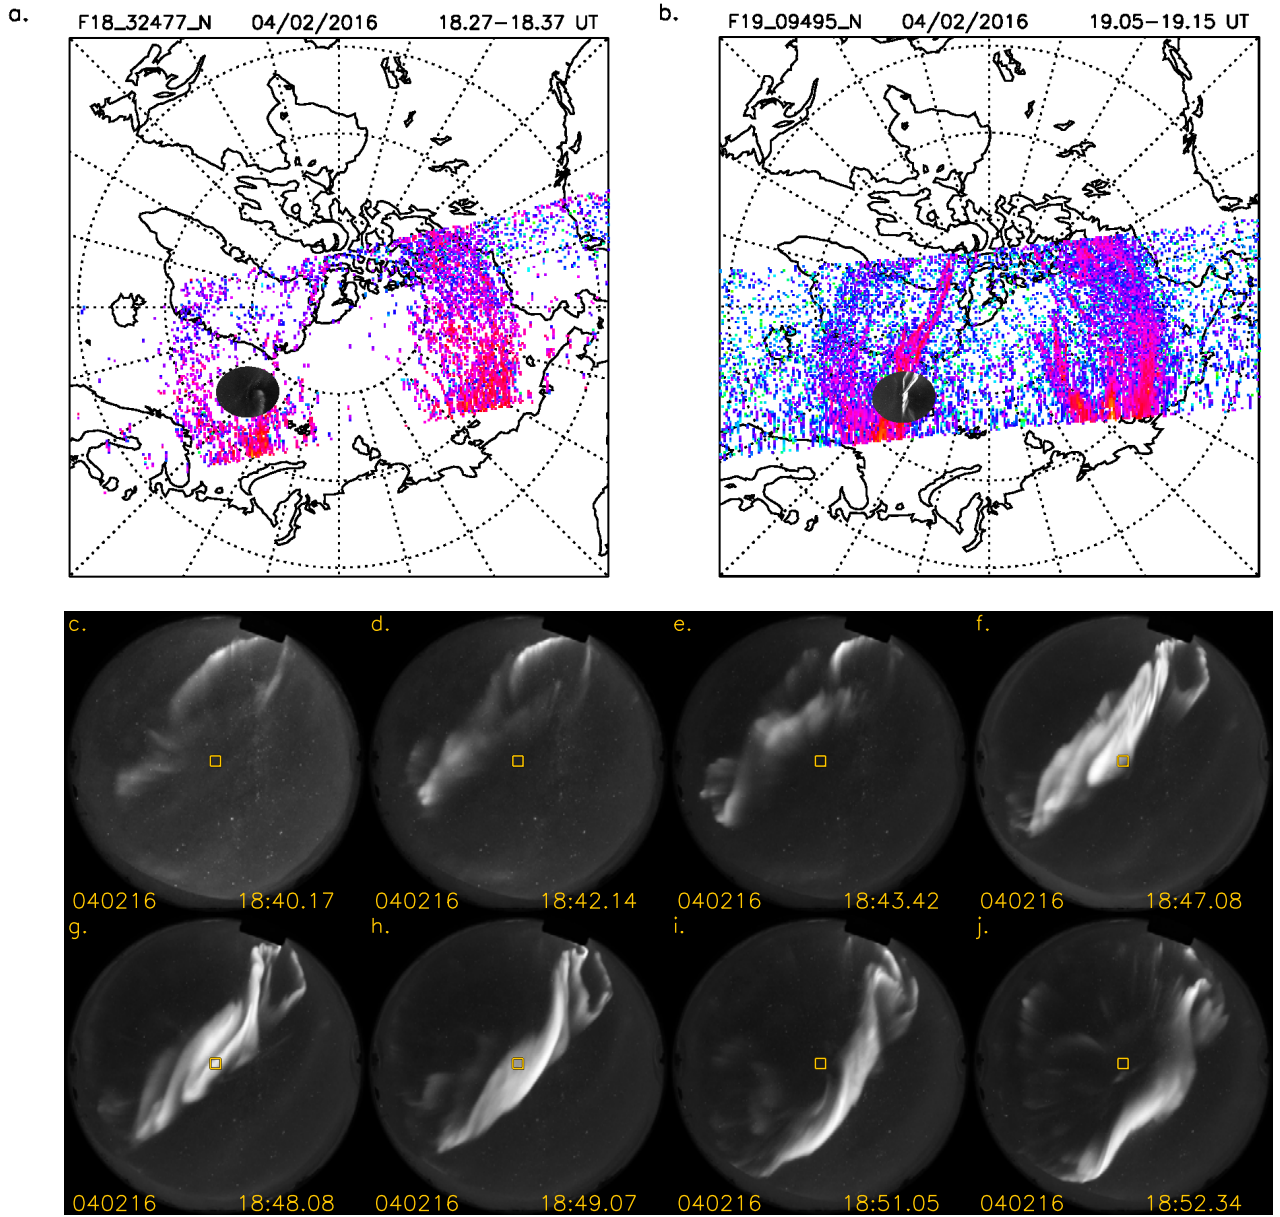 a.
F18_32477_N 04/02/2016 18.27-18.37 UT
b.
F19_09495_N 04/02/2016 19.05-19.15 UT
c.
040216 18:40.17
d.
040216 18:42.14
e.
040216 18:43.42
f.
040216 18:47.08
g.
040216 18:48.08
h.
040216 18:49.07
i.
040216 18:51.05
j.
040216 18:52.34